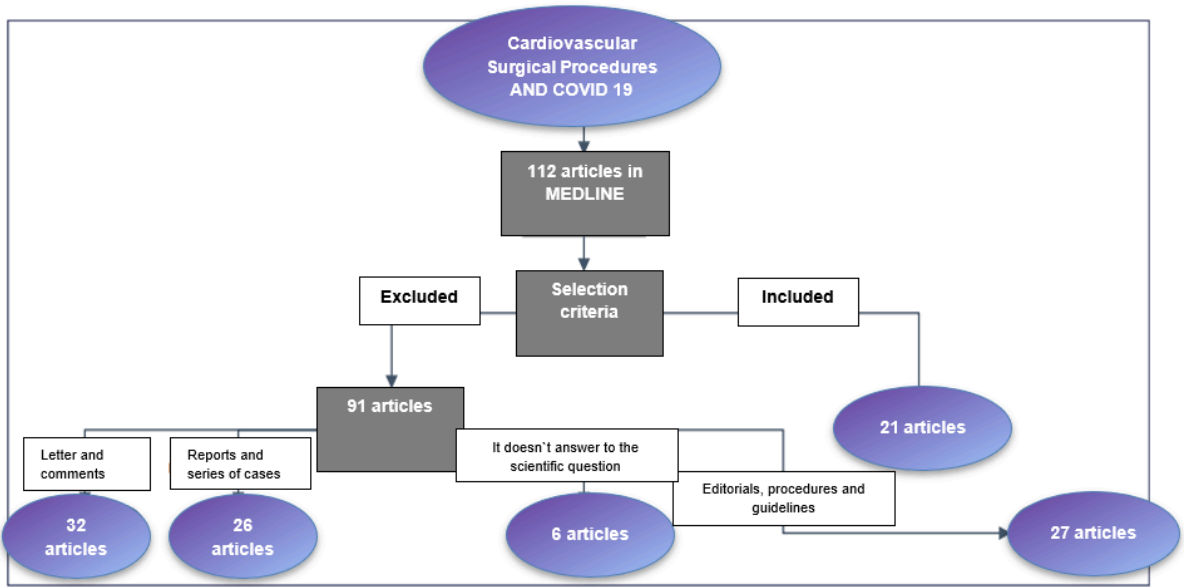 Cardiovascular
Surgical Procedures
AND COVID 19
112 articles in
MEDLINE
Selection
criteria
Excluded
Included
91 articles
21 articles
Letter and
comments
Reports and
series of cases
It doesn`t answer to the
scientific question
Editorials, procedures and
guidelines
32
articles
26
articles
6 articles
27 articles